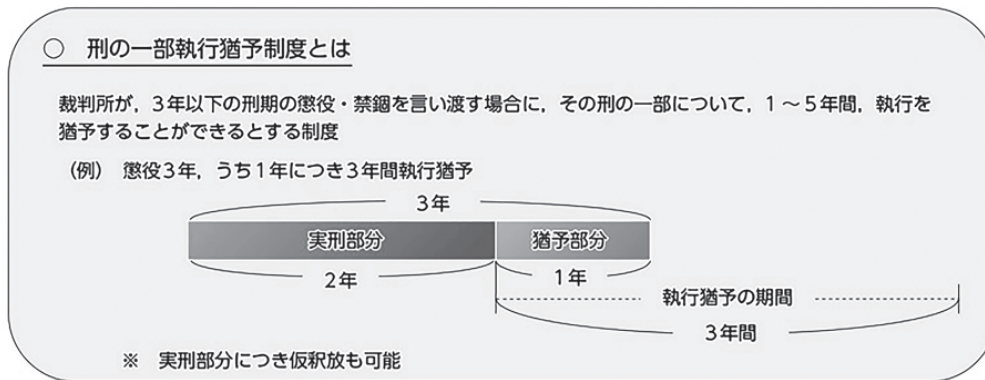 ○ 刑の一部執行猶予制度とは
裁判所が，３年以下の刑期の懲役・禁錮を言い渡す場合に，その刑の一部について，１～５年間，執行を
猶予することができるとする制度
（例） 懲役３年，うち１年につき３年間執行猶予
３年
実刑部分 猶予部分
２年 １年
執行猶予の期間
３年間
※ 実刑部分につき仮釈放も可能